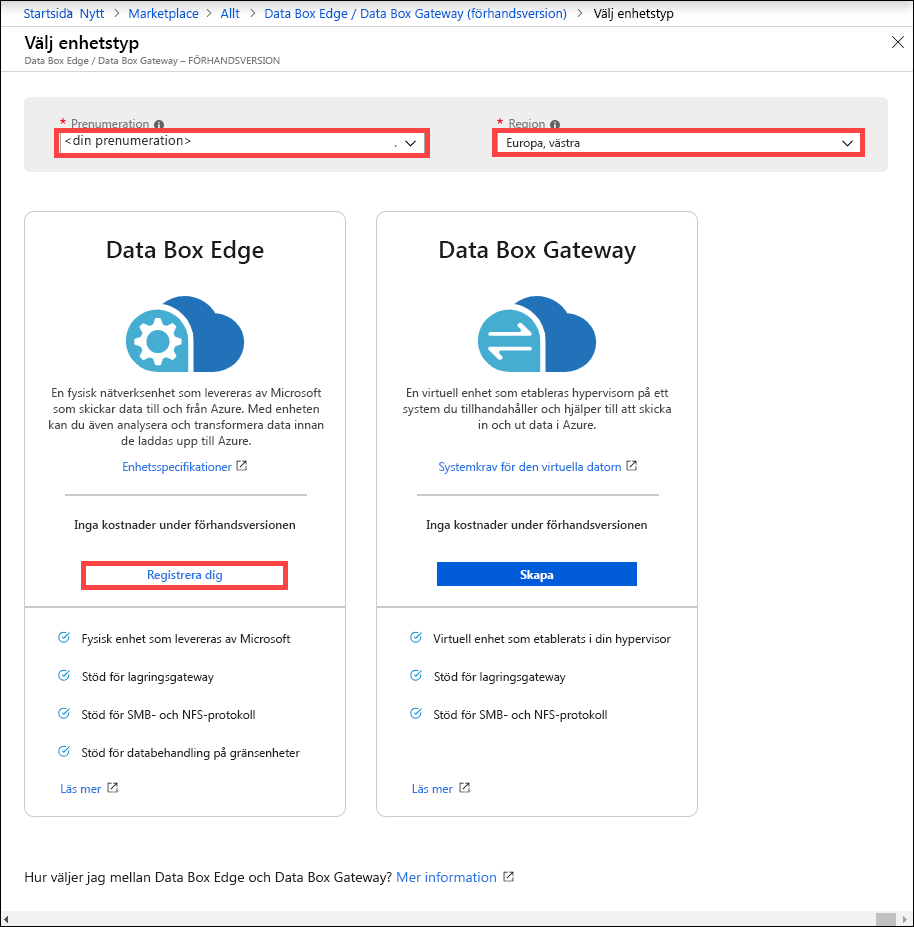 Startsida Nytt > Marketplace > Allt > Data Box Edge / Data Box Gateway (förhandsversion) > Välj enhetstyp
Välj enhetstyp
Data Box Edge / Data Box Gateway – FÖRHANDSVERSION
* Prenumeration
<din prenumeration>
* Region
Europa, västra
Data Box Edge
En fysisk nätverksenhet som levereras av Microsoft
som skickar data till och från Azure. Med enheten
kan du även analysera och transformera data innan
de laddas upp till Azure.
Enhetsspecifikationer
Inga kostnader under förhandsversionen
Registrera dig
Fysisk enhet som levereras av Microsoft
Stöd för lagringsgateway
Stöd för SMB- och NFS-protokoll
Stöd för databehandling på gränsenheter
Läs mer
Data Box Gateway
En virtuell enhet som etableras hypervisorn på ett
system du tillhandahåller och hjälper till att skicka
in och ut data i Azure.
Systemkrav för den virtuella datorn
Inga kostnader under förhandsversionen
Skapa
Virtuell enhet som etablerats i din hypervisor
Stöd för lagringsgateway
Stöd för SMB- och NFS-protokoll
Läs mer
Hur väljer jag mellan Data Box Edge och Data Box Gateway? Mer information